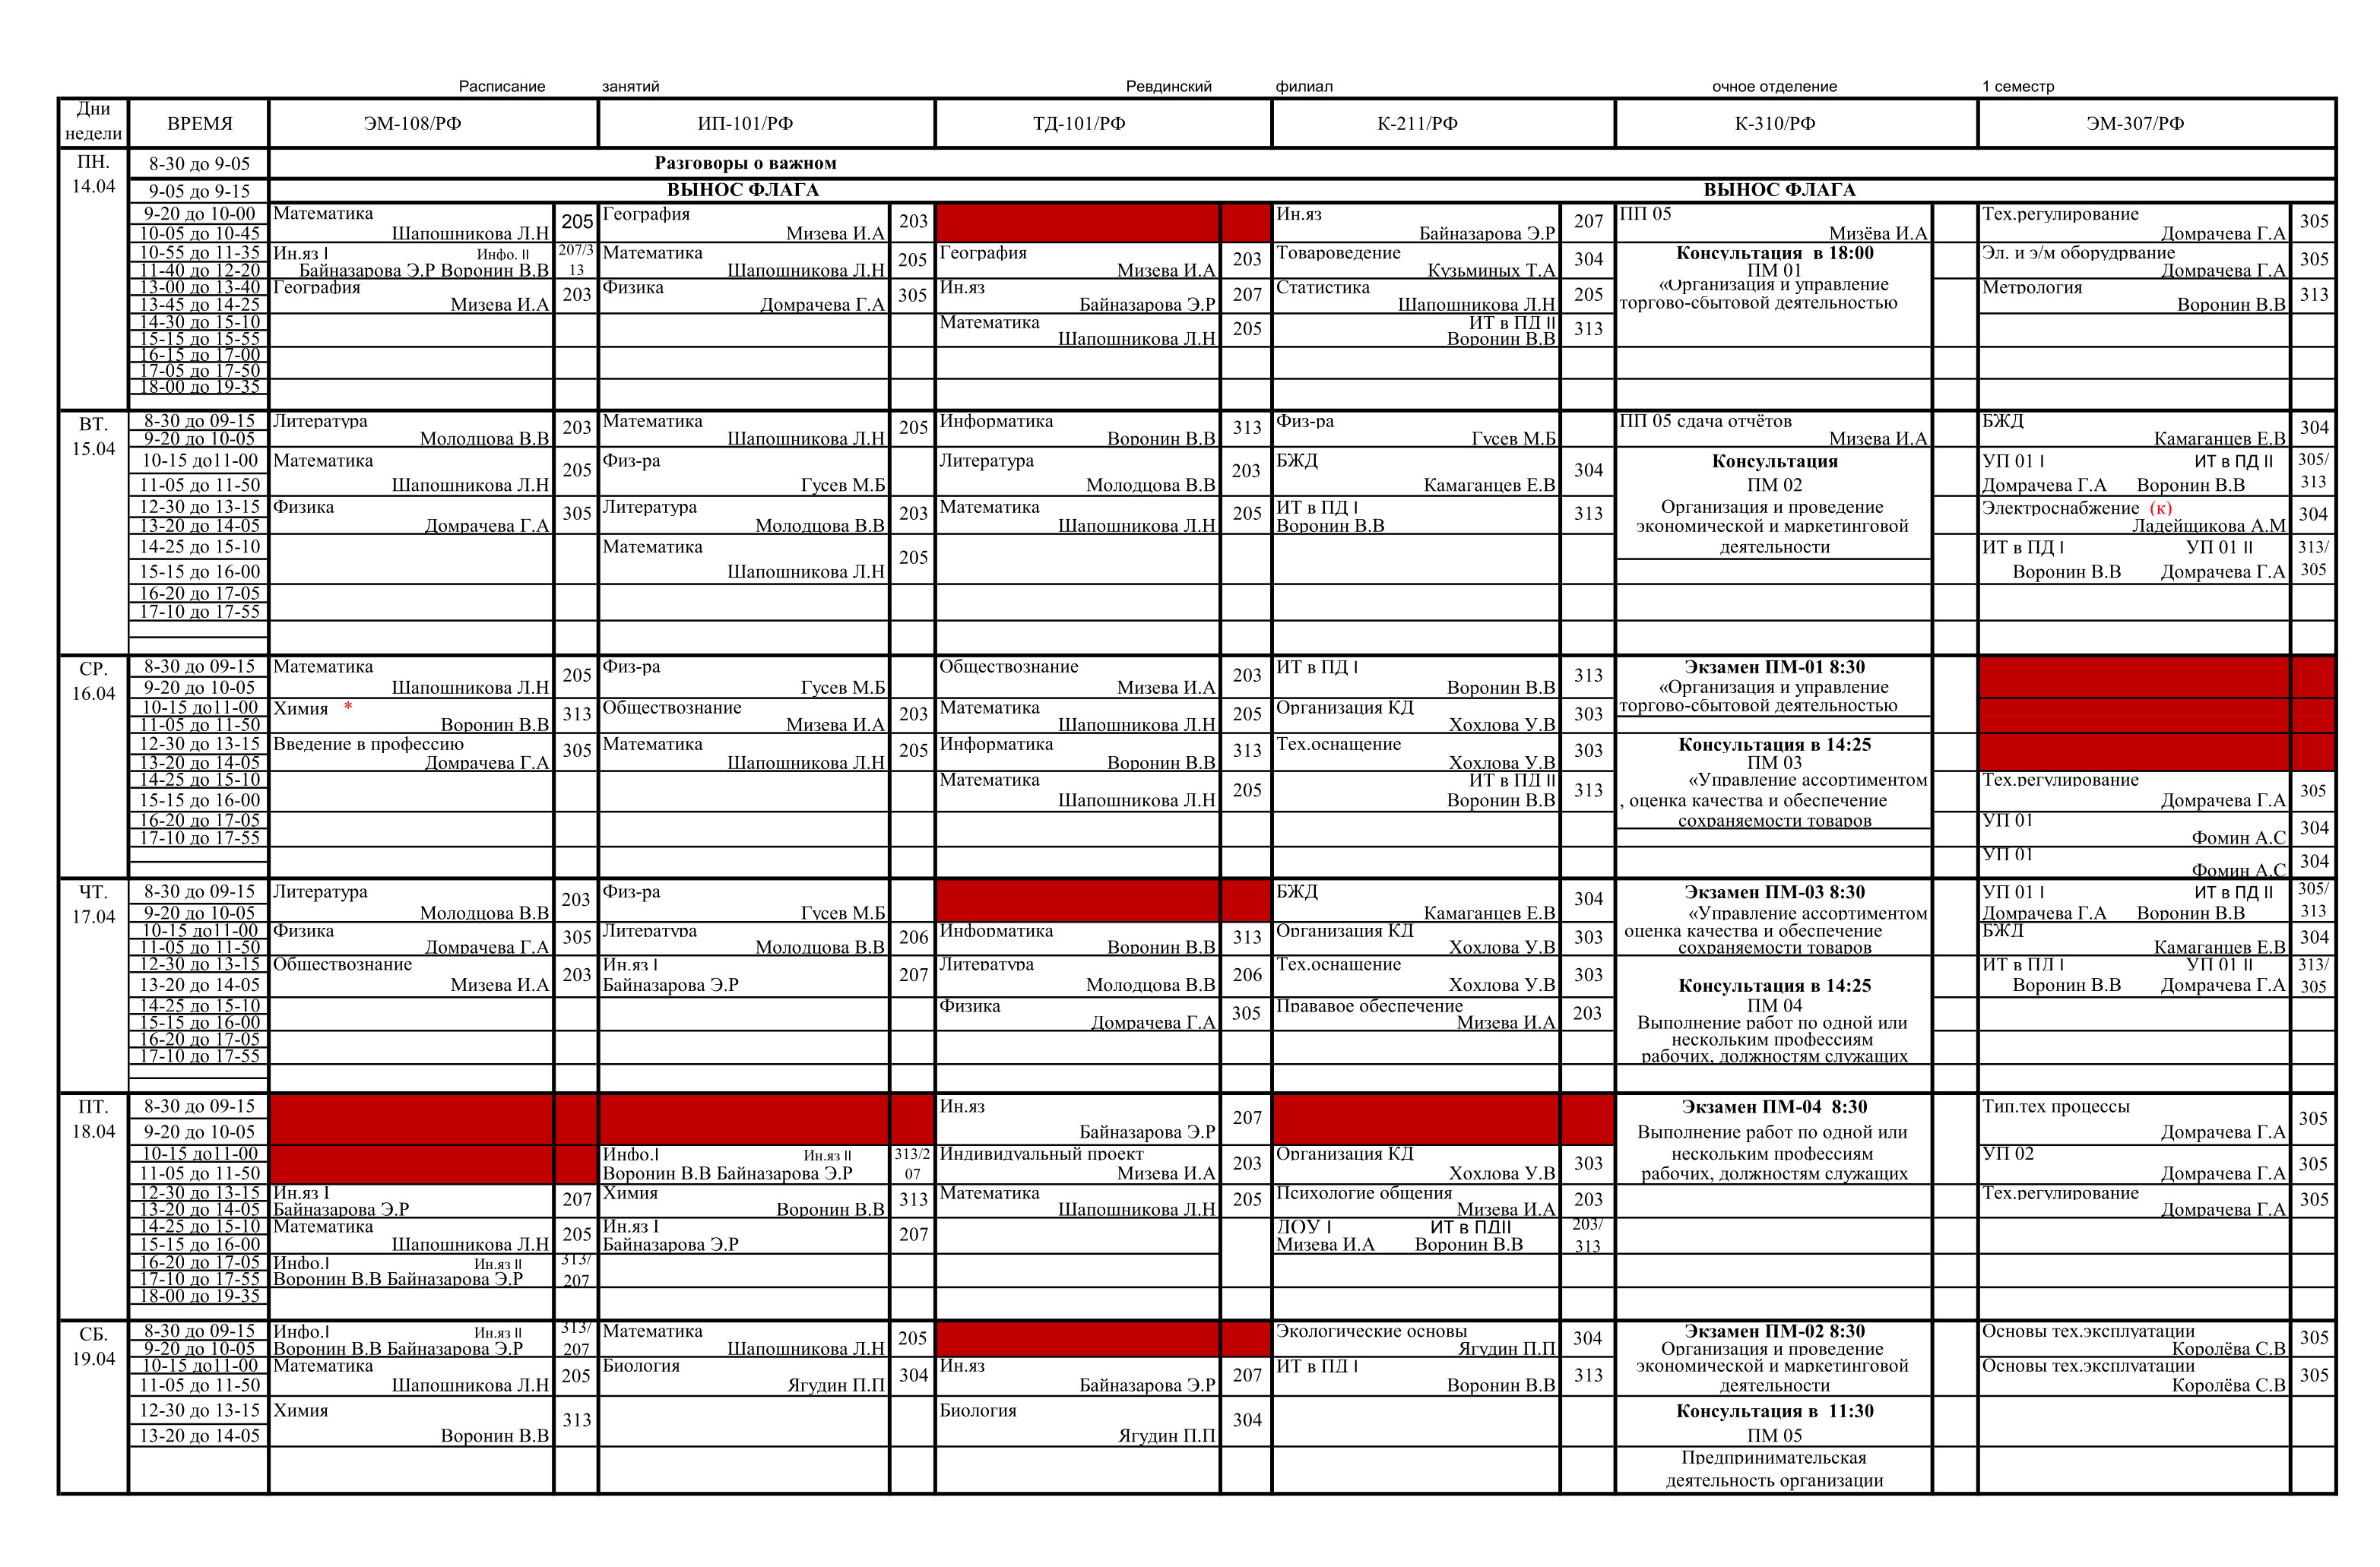 Расписание занятий Ревдинский филиал очное отделение 1 семестр
Дни недели ВРЕМЯ ЭМ-108/РФ ИП-101/РФ ТД-101/РФ К-211/РФ К-310/РФ ЭМ-307/РФ
ПН. 8-30 до 9-05 Разговоры о важном
14.04
9-05 до 9-15 ВЫНОС ФЛАГА ВЫНОС ФЛАГА
9-20 до 10-00 Математика 205 География 203 Ин.яз 207 ПП 05 Тех.регулирование 305
10-05 до 10-45 Шапошникова Л.Н Мизева И.А Байназарова Э.Р Мизёва И.А Домрачева Г.А
10-55 до 11-35 Ин.яз I Инфо. II 207/3 Математика 205 География 203 Товароведение 304 Консультация в 18:00 Эл. и э/м оборудрвание 305
11-40 до 12-20 Байназарова Э.Р Воронин В.В 13 Шапошникова Л.Н Мизева И.А Кузьминых Т.А ПМ 01 Домрачева Г.А
13-00 до 13-40 География 203 Физика 305 Ин.яз 207 Статистика 205 «Организация и управление Метрология 313
13-45 до 14-25 Мизева И.А Домрачева Г.А Байназарова Э.Р Шапошникова Л.Н торгово-сбытовой деятельностью Воронин В.В
14-30 до 15-10 Математика 205 ИТ в ПД II 313
15-15 до 15-55 Шапошникова Л.Н Воронин В.В
16-15 до 17-00
17-05 до 17-50
18-00 до 19-35
ВТ. 8-30 до 09-15 Литература 203 Математика 205 Информатика 313 Физ-ра ПП 05 сдача отчётов БЖД 304
15.04 9-20 до 10-05 Молодцова В.В Шапошникова Л.Н Воронин В.В Гусев М.Б Мизева И.А Камаганцев Е.В
10-15 до11-00 Математика 205 Физ-ра Литература 203 БЖД 304 Консультация УП 01 I ИТ в ПД II 305/
11-05 до 11-50 Шапошникова Л.Н Гусев М.Б Молодцова В.В Камаганцев Е.В ПМ 02 Домрачева Г.А Воронин В.В 313
12-30 до 13-15 Физика 305 Литература 203 Математика 205 ИТ в ПД I 313 Организация и проведение Электроснабжение (к) 304
13-20 до 14-05 Домрачева Г.А Молодцова В.В Шапошникова Л.Н Воронин В.В экономической и маркетинговой Ладейщикова А.М
14-25 до 15-10 Математика 205 деятельности ИТ в ПД I УП 01 II 313/
15-15 до 16-00 Шапошникова Л.Н Воронин В.В Домрачева Г.А 305
16-20 до 17-05
17-10 до 17-55
СР. 8-30 до 09-15 Математика 205 Физ-ра Обществознание 203 ИТ в ПД I 313 Экзамен ПМ-01 8:30
16.04 9-20 до 10-05 Шапошникова Л.Н Гусев М.Б Мизева И.А Воронин В.В «Организация и управление
10-15 до11-00 Химия * 313 Обществознание 203 Математика 205 Организация КД 303 торгово-сбытовой деятельностью
11-05 до 11-50 Воронин В.В Мизева И.А Шапошникова Л.Н Хохлова У.В
12-30 до 13-15 Введение в профессию 305 Математика 205 Информатика 313 Тех.оснащение 303 Консультация в 14:25
13-20 до 14-05 Домрачева Г.А Шапошникова Л.Н Воронин В.В Хохлова У.В ПМ 03
14-25 до 15-10 Математика 205 ИТ в ПД II 313 «Управление ассортиментом Тех.регулирование 305
15-15 до 16-00 Шапошникова Л.Н Воронин В.В , оценка качества и обеспечение Домрачева Г.А
16-20 до 17-05 сохраняемости товаров УП 01 304
17-10 до 17-55 Фомин А.С
УП 01 304
Фомин А.С
ЧТ. 8-30 до 09-15 Литература 203 Физ-ра БЖД 304 Экзамен ПМ-03 8:30 УП 01 I ИТ в ПД II 305/
17.04 9-20 до 10-05 Молодцова В.В Гусев М.Б Камаганцев Е.В «Управление ассортиментом Домрачева Г.А Воронин В.В 313
10-15 до11-00 Физика 305 Литература 206 Информатика 313 Организация КД 303 оценка качества и обеспечение БЖД 304
11-05 до 11-50 Домрачева Г.А Молодцова В.В Воронин В.В Хохлова У.В сохраняемости товаров Камаганцев Е.В
12-30 до 13-15 Обществознание 203 Ин.яз I 207 Литература 206 Тех.оснащение 303 ИТ в ПД I УП 01 II 313/
13-20 до 14-05 Мизева И.А Байназарова Э.Р Молодцова В.В Хохлова У.В Консультация в 14:25 Воронин В.В Домрачева Г.А 305
14-25 до 15-10 Физика 305 Прававое обеспечение 203 ПМ 04
15-15 до 16-00 Домрачева Г.А Мизева И.А Выполнение работ по одной или
16-20 до 17-05 нескольким профессиям
17-10 до 17-55 рабочих, должностям служащих
ПТ. 8-30 до 09-15 Ин.яз 207 Экзамен ПМ-04 8:30 Тип.тех процессы 305
18.04 9-20 до 10-05 Байназарова Э.Р Выполнение работ по одной или Домрачева Г.А
10-15 до11-00 Инфо.I Ин.яз II 313/2 Индивидуальный проект 203 Организация КД 303 нескольким профессиям УП 02 305
11-05 до 11-50 Воронин В.В Байназарова Э.Р 07 Мизева И.А Хохлова У.В рабочих, должностям служащих Домрачева Г.А
12-30 до 13-15 Ин.яз I 207 Химия 313 Математика 205 Психологие общения 203 Тех.регулирование 305
13-20 до 14-05 Байназарова Э.Р Воронин В.В Шапошникова Л.Н Мизева И.А Домрачева Г.А
14-25 до 15-10 Математика 205 Ин.яз I 207 ДОУ I ИТ в ПДII 203/
15-15 до 16-00 Шапошникова Л.Н Байназарова Э.Р Мизева И.А Воронин В.В 313
16-20 до 17-05 Инфо.I Ин.яз II 313/
17-10 до 17-55 Воронин В.В Байназарова Э.Р 207
18-00 до 19-35
СБ. 8-30 до 09-15 Инфо.I Ин.яз II 313/ Математика 205 Экологические основы 304 Экзамен ПМ-02 8:30 Основы тех.эксплуатации 305
19.04 9-20 до 10-05 Воронин В.В Байназарова Э.Р 207 Шапошникова Л.Н Ягудин П.П Организация и проведение Королёва С.В
10-15 до11-00 Математика 205 Биология 304 Ин.яз 207 ИТ в ПД I 313 экономической и маркетинговой Основы тех.эксплуатации 305
11-05 до 11-50 Шапошникова Л.Н Ягудин П.П Байназарова Э.Р Воронин В.В деятельности Королёва С.В
12-30 до 13-15 Химия 313 Биология 304 Консультация в 11:30
13-20 до 14-05 Воронин В.В Ягудин П.П ПМ 05
Предпринимательская
деятельность организации